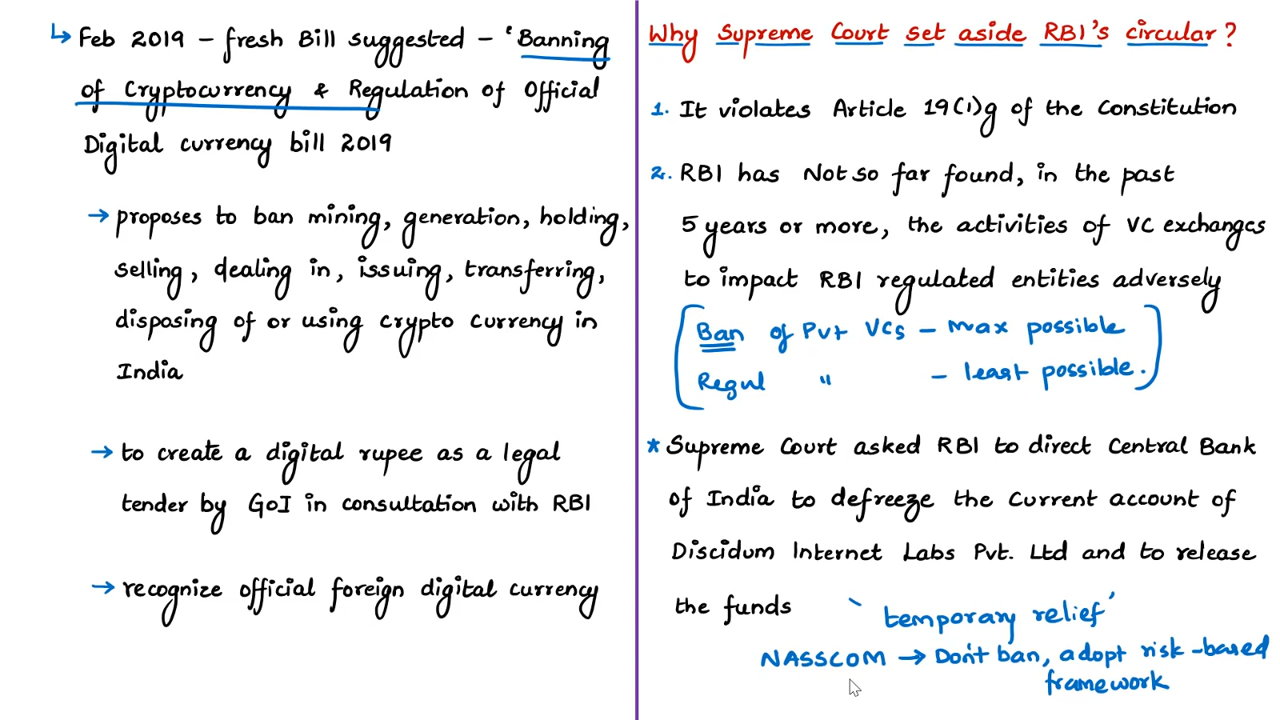 ↳ Feb 2019 - fresh Bill suggested - 'Banning
of Cryptocurrency & Regulation of Official
Digital currency bill 2019
→ proposes to ban mining, generation, holding,
selling, dealing in, issuing, transferring,
disposing of or using crypto currency in
India
→ to create a digital rupee as a legal
tender by GoI in consultation with RBI
→ recognize official foreign digital currency
Why Supreme Court set aside RBI's circular?
1. It violates Article 19(1)g of the Constitution
2. RBI has Not so far found, in the past
5 years or more, the activities of VC exchanges
to impact RBI regulated entities adversely
Ban of Pvt VCs - max possible
Regul " - least possible.
* Supreme Court asked RBI to direct Central Bank
of India to defreeze the current account of
Discidum Internet Labs Pvt. Ltd and to release
the funds ` temporary relief '
NASSCOM → Don't ban, adopt risk-based
framework